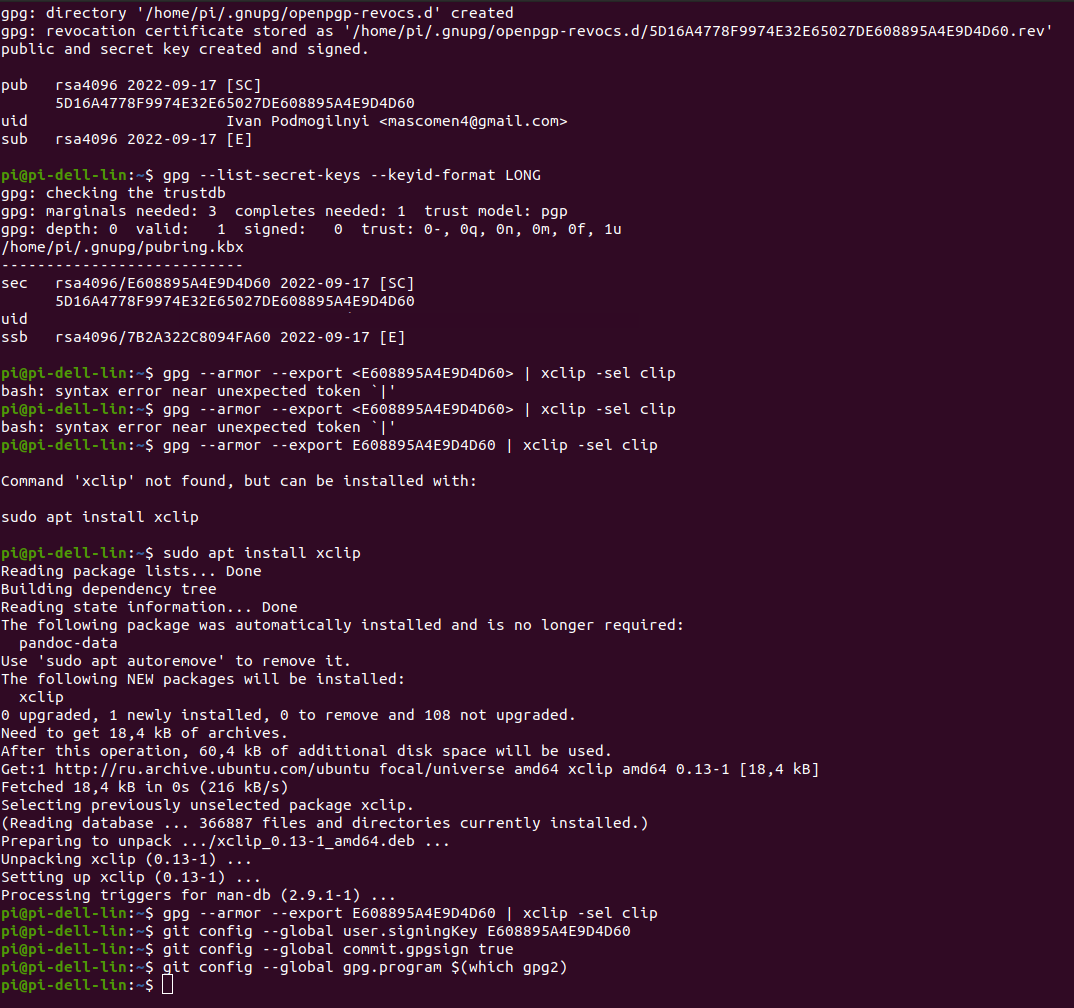 gpg: directory '/home/pi/.gnupg/openpgp-revocs.d' created
gpg: revocation certificate stored as '/home/pi/.gnupg/openpgp-revocs.d/5D16A4778F9974E32E65027DE608895A4E9D4D60.rev'
public and secret key created and signed.
pub   rsa4096 2022-09-17 [SC]
      5D16A4778F9974E32E65027DE608895A4E9D4D60
uid                      Ivan Podmogilnyi <mascomen4@gmail.com>
sub   rsa4096 2022-09-17 [E]
pi@pi-dell-lin:~$ gpg --list-secret-keys --keyid-format LONG
gpg: checking the trustdb
gpg: marginals needed: 3  completes needed: 1  trust model: pgp
gpg: depth: 0  valid:   1  signed:   0  trust: 0-, 0q, 0n, 0m, 0f, 1u
/home/pi/.gnupg/pubring.kbx
---------------------------
sec   rsa4096/E608895A4E9D4D60 2022-09-17 [SC]
      5D16A4778F9974E32E65027DE608895A4E9D4D60
uid
ssb   rsa4096/7B2A322C8094FA60 2022-09-17 [E]
pi@pi-dell-lin:~$ gpg --armor --export <E608895A4E9D4D60> | xclip -sel clip
bash: syntax error near unexpected token `|'
pi@pi-dell-lin:~$ gpg --armor --export <E608895A4E9D4D60> | xclip -sel clip
bash: syntax error near unexpected token `|'
pi@pi-dell-lin:~$ gpg --armor --export E608895A4E9D4D60 | xclip -sel clip
Command 'xclip' not found, but can be installed with:
sudo apt install xclip
pi@pi-dell-lin:~$ sudo apt install xclip
Reading package lists... Done
Building dependency tree
Reading state information... Done
The following package was automatically installed and is no longer required:
  pandoc-data
Use 'sudo apt autoremove' to remove it.
The following NEW packages will be installed:
  xclip
0 upgraded, 1 newly installed, 0 to remove and 108 not upgraded.
Need to get 18,4 kB of archives.
After this operation, 60,4 kB of additional disk space will be used.
Get:1 http://ru.archive.ubuntu.com/ubuntu focal/universe amd64 xclip amd64 0.13-1 [18,4 kB]
Fetched 18,4 kB in 0s (216 kB/s)
Selecting previously unselected package xclip.
(Reading database ... 366887 files and directories currently installed.)
Preparing to unpack .../xclip_0.13-1_amd64.deb ...
Unpacking xclip (0.13-1) ...
Setting up xclip (0.13-1) ...
Processing triggers for man-db (2.9.1-1) ...
pi@pi-dell-lin:~$ gpg --armor --export E608895A4E9D4D60 | xclip -sel clip
pi@pi-dell-lin:~$ git config --global user.signingKey E608895A4E9D4D60
pi@pi-dell-lin:~$ git config --global commit.gpgsign true
pi@pi-dell-lin:~$ git config --global gpg.program $(which gpg2)
pi@pi-dell-lin:~$